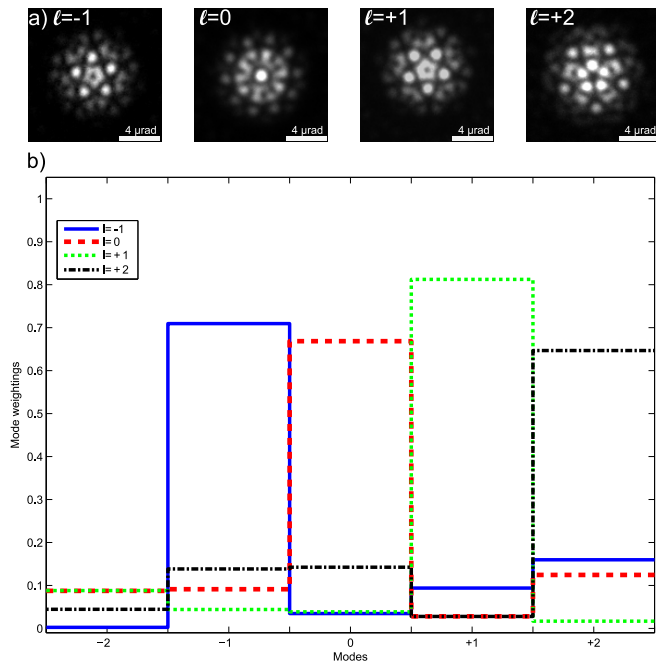 a) ℓ=-1 ℓ=0 ℓ=+1 ℓ=+2
4 μrad 4 μrad 4 μrad 4 μrad
b)
1
0.9
l= -1
l= 0
l= + 1
l= + 2
0.8
0.7
0.6
0.5
0.4
0.3
0.2
0.1
0
Mode weightings
−2 −1 0 +1 +2
Modes